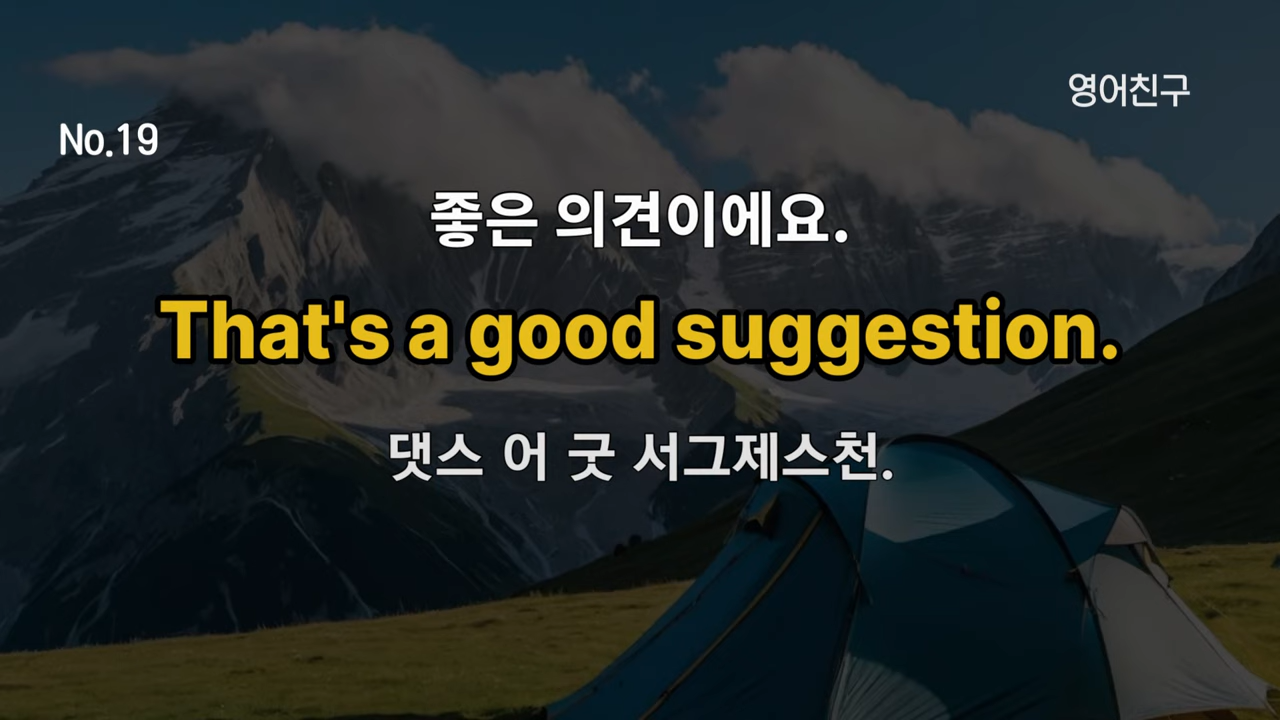 영어친구
No.19
좋은 의견이에요.
That's a good suggestion.
댓스 어 굿 서그제스천.